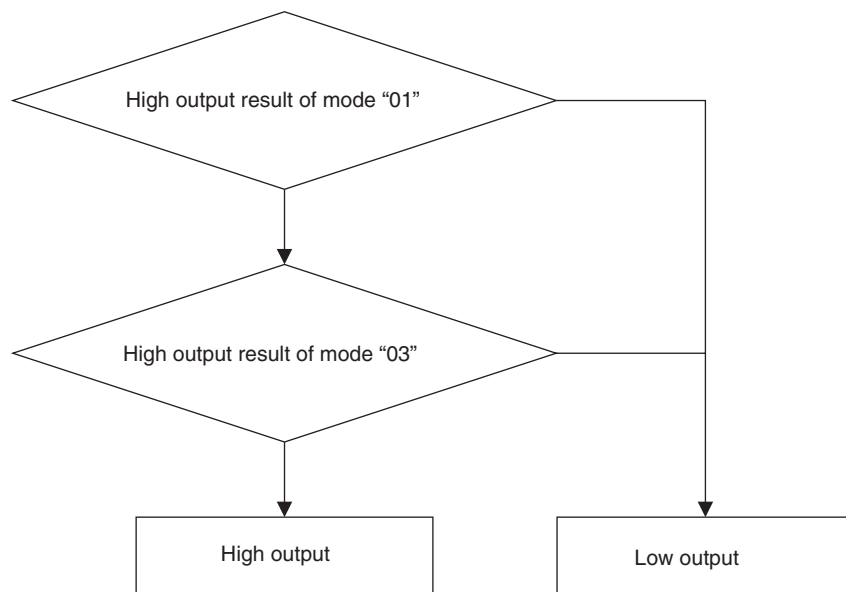 High output result of mode “01”
High output result of mode “03”
High output
Low output